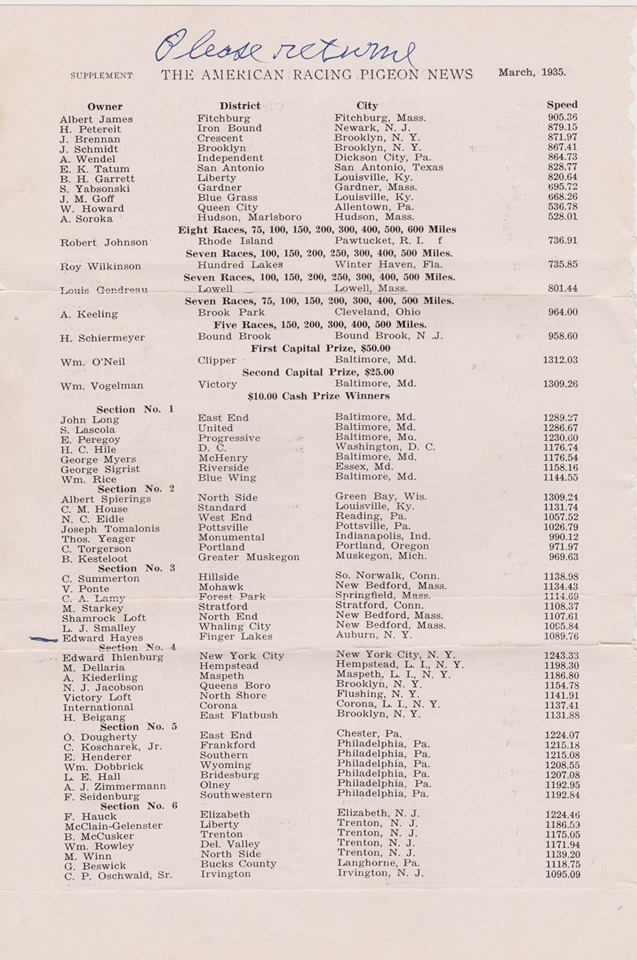 Please return
SUPPLEMENT THE AMERICAN RACING PIGEON NEWS March, 1935.
Owner District City Speed
Albert James Fitchburg Fitchburg, Mass. 905.36
H. Petereit Iron Bound Newark, N. J. 879.15
J. Brennan Crescent Brooklyn, N. Y. 871.97
J. Schmidt Brooklyn Brooklyn, N. Y. 867.41
A. Wendel Independent Dickson City, Pa. 864.73
E. K. Tatum San Antonio San Antonio, Texas 828.77
B. H. Garrett Liberty Louisville, Ky. 820.64
S. Yabsonski Gardner Gardner, Mass. 695.72
J. M. Goff Blue Grass Louisville, Ky. 668.26
W. Howard Queen City Allentown, Pa. 536.78
A. Soroka Hudson, Marlsboro Hudson, Mass. 528.01
Eight Races, 75, 100, 150, 200, 300, 400, 500, 600 Miles
Robert Johnson Rhode Island Pawtucket, R. I. f 736.91
Seven Races, 100, 150, 200, 250, 300, 400, 500 Miles.
Roy Wilkinson Hundred Lakes Winter Haven, Fla. 735.85
Seven Races, 100, 150, 200, 250, 300, 400, 500 Miles.
Louis Gendreau Lowell Lowell, Mass. 801.44
Seven Races, 75, 100, 150, 200, 300, 400, 500 Miles.
A. Keeling Brook Park Cleveland, Ohio 964.00
Five Races, 150, 200, 300, 400, 500 Miles.
H. Schiermeyer Bound Brook Bound Brook, N .J. 958.60
First Capital Prize, $50.00
Wm. O'Neil Clipper Baltimore, Md. 1312.03
Second Capital Prize, $25.00
Wm. Vogelman Victory Baltimore, Md. 1309.26
$10.00 Cash Prize Winners
Section No. 1
John Long East End Baltimore, Md. 1289.27
S. Lascola United Baltimore, Md. 1286.67
E. Peregoy Progressive Baltimore, Md. 1230.60
H. C. Hile D. C. Washington, D. C. 1176.74
George Myers McHenry Baltimore, Md. 1176.54
George Sigrist Riverside Essex, Md. 1158.16
Wm. Rice Blue Wing Baltimore, Md. 1144.55
Section No. 2
Albert Spierings North Side Green Bay, Wis. 1309.24
C. M. House Standard Louisville, Ky. 1131.74
N. C. Eidle West End Reading, Pa. 1057.52
Joseph Tomalonis Pottsville Pottsville, Pa. 1026.79
Thos. Yeager Monumental Indianapolis, Ind. 990.12
C. Torgerson Portland Portland, Oregon 971.97
B. Kesteloot Greater Muskegon Muskegon, Mich. 969.63
Section No. 3
C. Summerton Hillside So. Norwalk, Conn. 1138.98
V. Ponte Mohawk New Bedford, Mass. 1134.43
C. A. Lamy Forest Park Springfield, Mass. 1114.69
M. Starkey Stratford Stratford, Conn. 1108.37
Shamrock Loft North End New Bedford, Mass. 1107.61
L. J. Smalley Whaling City New Bedford, Mass. 1095.84
Edward Hayes Finger Lakes Auburn, N. Y. 1089.76
Section No. 4
Edward Ihlenburg New York City New York City, N. Y. 1243.33
M. Dellaria Hempstead Hempstead, L. I., N. Y. 1198.30
A. Kiederling Maspeth Maspeth, L. I., N. Y. 1186.80
N. J. Jacobson Queens Boro Brooklyn, N. Y. 1154.78
Victory Loft North Shore Flushing, N. Y. 1141.91
International Corona Corona, L. I., N. Y. 1137.41
H. Beigang East Flatbush Brooklyn, N. Y. 1131.88
Section No. 5
O. Dougherty East End Chester, Pa. 1224.07
C. Koscharek, Jr. Frankford Philadelphia, Pa. 1215.18
E. Henderer Southern Philadelphia, Pa. 1215.08
Wm. Dobbrick Wyoming Philadelphia, Pa. 1208.55
L. E. Hall Bridesburg Philadelphia, Pa. 1207.08
A. J. Zimmermann Olney Philadelphia, Pa. 1192.95
F. Seidenburg Southwestern Philadelphia, Pa. 1192.84
Section No. 6
F. Hauck Elizabeth Elizabeth, N. J. 1224.46
McClain-Gelenster Liberty Trenton, N. J. 1186.59
B. McCusker Trenton Trenton, N. J. 1175.05
Wm. Rowley Del. Valley Trenton, N. J. 1171.94
M. Winn North Side Trenton, N. J. 1139.20
G. Beswick Bucks County Langhorne, Pa. 1118.75
C. P. Oschwald, Sr. Irvington Irvington, N. J. 1095.09